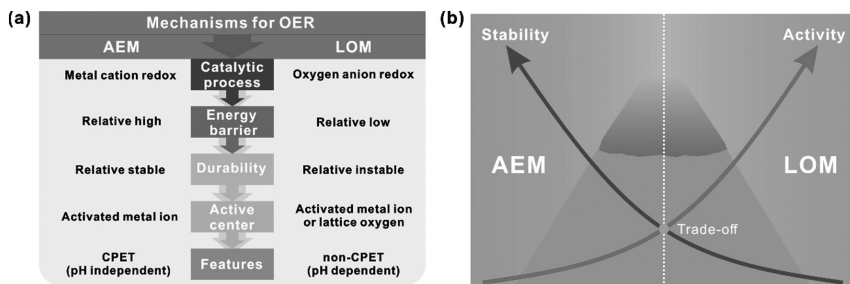 (a)
Mechanisms for OER
AEM
LOM
Metal cation redox
Catalytic
process
Oxygen anion redox
Relative high
Energy
barrier
Relative low
Relative stable
Durability
Relative instable
Activated metal ion
Active
center
Activated metal ion
or lattice oxygen
CPET
(pH independent)
Features
non-CPET
(pH dependent)
(b)
Stability
Activity
AEM
LOM
Trade-off